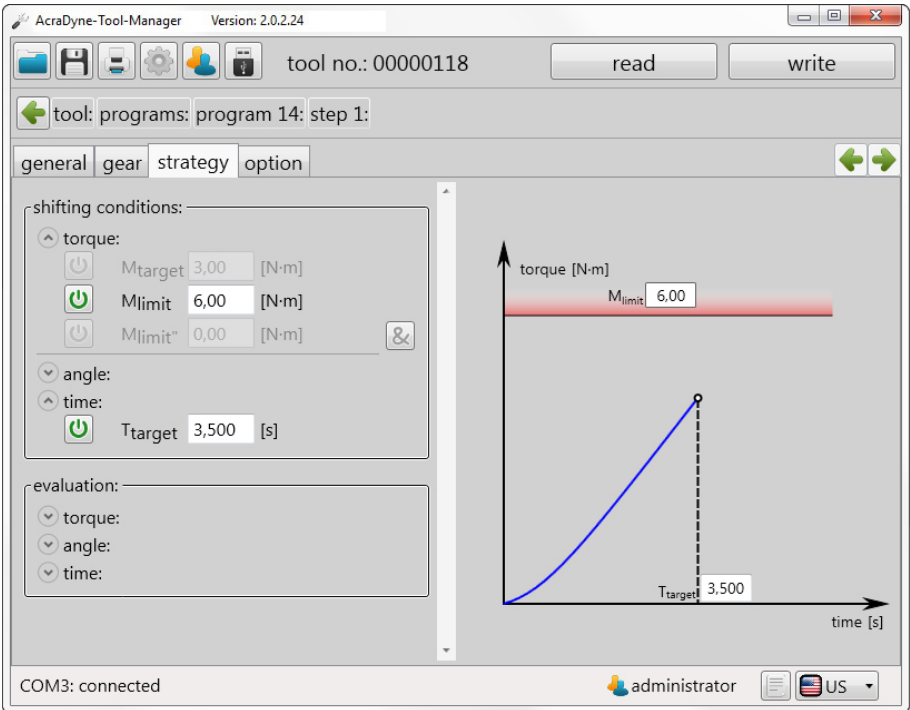 AcraDyne-Tool-Manager Version: 2.0.2.24
tool no.: 00000118 read write
tool: programs: program 14: step 1:
general gear strategy option
shifting conditions:
torque:
Mtarget 3,00 [N·m]
Mlimit 6,00 [N·m]
Mlimit" 0,00 [N·m]
&
angle:
time:
Ttarget 3,500 [s]
evaluation:
torque:
angle:
time:
torque [N·m]
Mlimit 6,00
Ttarget 3,500
time [s]
COM3: connected administrator US